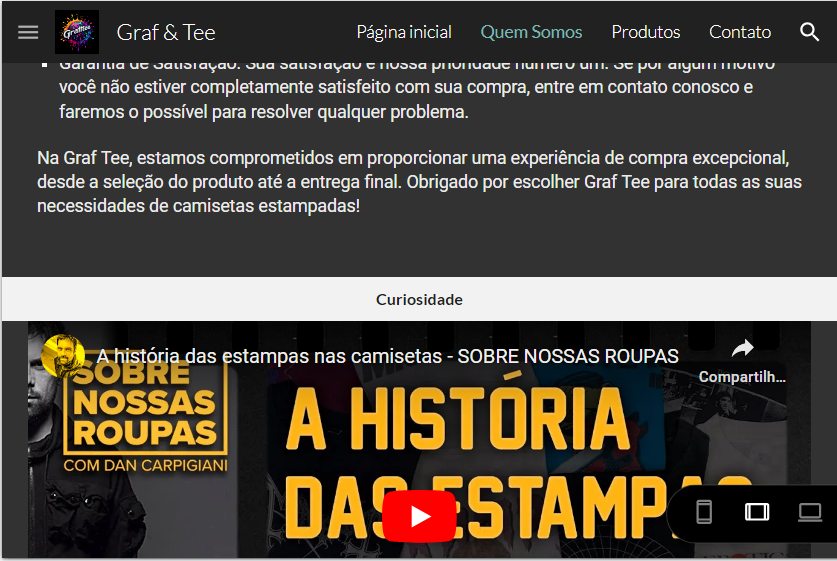 Graf & Tee
Página inicial
Quem Somos
Produtos
Contato
Garantia de Satisfação: Sua satisfação é nossa prioridade número um. Se por algum motivo
você não estiver completamente satisfeito com sua compra, entre em contato conosco e
faremos o possível para resolver qualquer problema.
Na Graf Tee, estamos comprometidos em proporcionar uma experiência de compra excepcional,
desde a seleção do produto até a entrega final. Obrigado por escolher Graf Tee para todas as suas
necessidades de camisetas estampadas!
Curiosidade
A história das estampas nas camisetas - SOBRE NOSSAS ROUPAS
Compartilh...
SOBRE
NOSSAS
ROUPAS
COM DAN CARPIGIANI
A HISTÓRIA
DAS ESTAMPAS